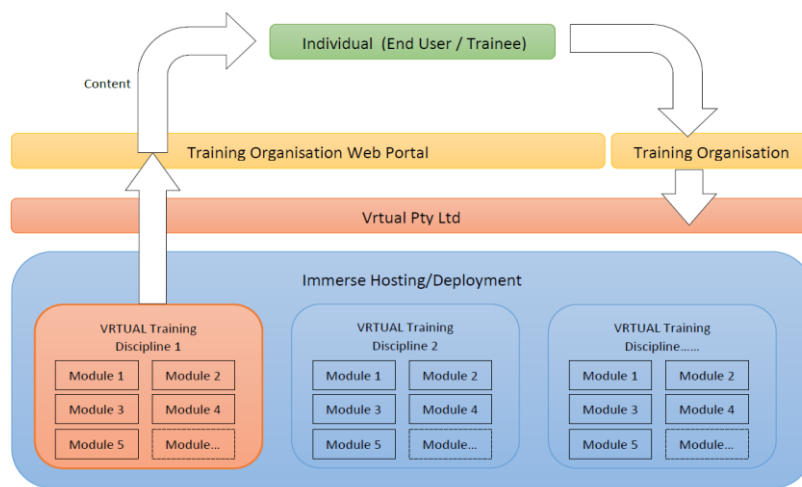 Individual  (End User / Trainee)
Content
Training Organisation Web Portal
Training Organisation
Vrtual Pty Ltd
Immerse Hosting/Deployment
VRTUAL Training
Discipline 1
Module 1
Module 2
Module 3
Module 4
Module 5
Module...
VRTUAL Training
Discipline 2
Module 1
Module 2
Module 3
Module 4
Module 5
Module...
VRTUAL Training
Discipline......
Module 1
Module 2
Module 3
Module 4
Module 5
Module...